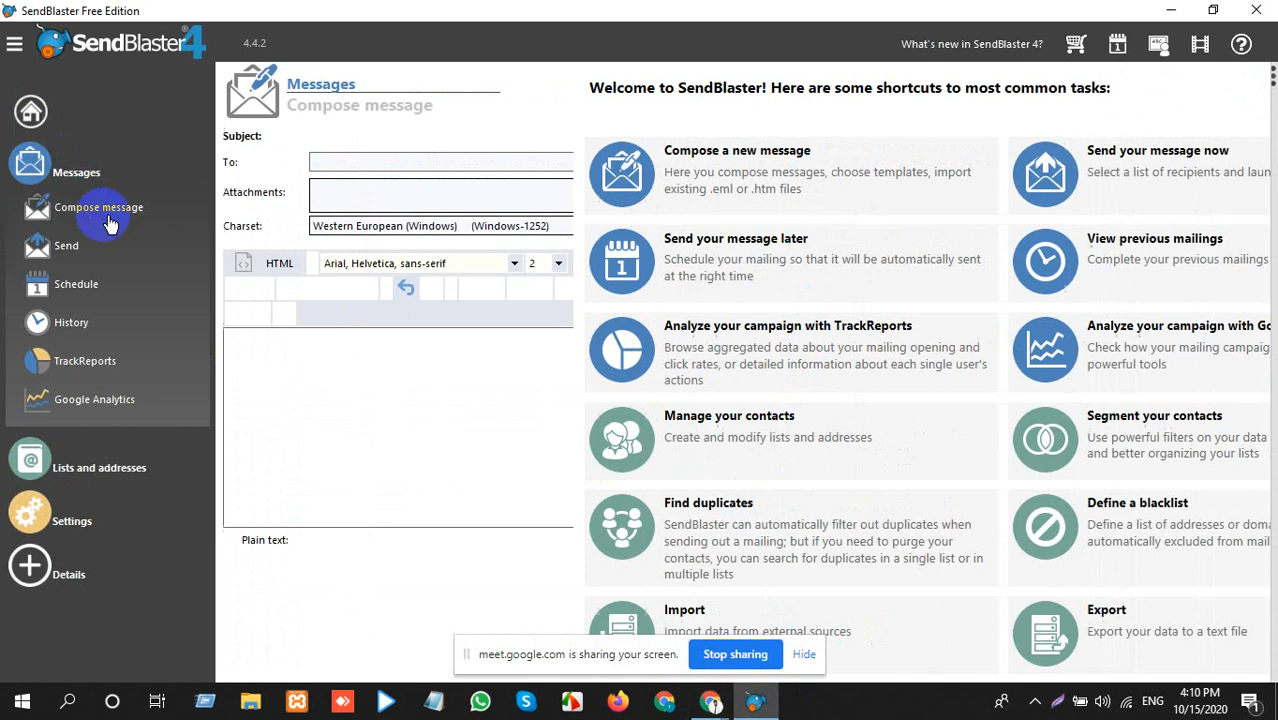 SendBlaster Free Edition
SendBlaster 4
4.4.2
What's new in SendBlaster 4?
Messages
Compose message
Send
Schedule
History
TrackReports
Google Analytics
Lists and addresses
Settings
Details
Messages
Compose message
Subject:
To:
Attachments:
Charset:
Western European (Windows) (Windows-1252)
HTML
Arial, Helvetica, sans-serif
2
Plain text:
Welcome to SendBlaster! Here are some shortcuts to most common tasks:
Compose a new message
Here you compose messages, choose templates, import
existing .eml or .htm files
Send your message now
Select a list of recipients and laun
Send your message later
Schedule your mailing so that it will be automatically sent
at the right time
View previous mailings
Complete your previous mailings
Analyze your campaign with TrackReports
Browse aggregated data about your mailing opening and
click rates, or detailed information about each single user's
actions
Analyze your campaign with Go
Check how your mailing campaig
powerful tools
Manage your contacts
Create and modify lists and addresses
Segment your contacts
Use powerful filters on your data
and better organizing your lists
Find duplicates
SendBlaster can automatically filter out duplicates when
sending out a mailing; but if you need to purge your
contacts, you can search for duplicates in a single list or in
multiple lists
Define a blacklist
Define a list of addresses or doma
automatically excluded from mail
Import
Import data from external sources
Export
Export your data to a text file
meet.google.com is sharing your screen.
Stop sharing
Hide
ENG
4:10 PM
10/15/2020
1